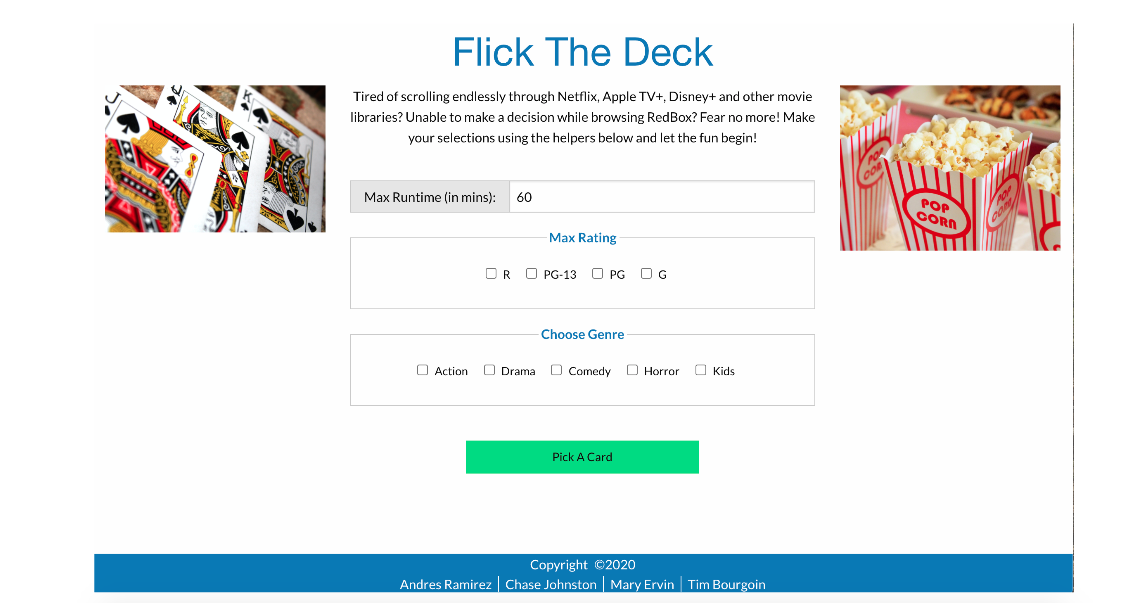 Flick The Deck
Tired of scrolling endlessly through Netflix, Apple TV+, Disney+ and other movie
libraries? Unable to make a decision while browsing RedBox? Fear no more! Make
your selections using the helpers below and let the fun begin!
J K K
POP CORN POP CORN POP CORN
Max Runtime (in mins): 60
Max Rating
R PG-13 PG G
Choose Genre
Action Drama Comedy Horror Kids
Pick A Card
Copyright ©2020
Andres Ramirez | Chase Johnston | Mary Ervin | Tim Bourgoin